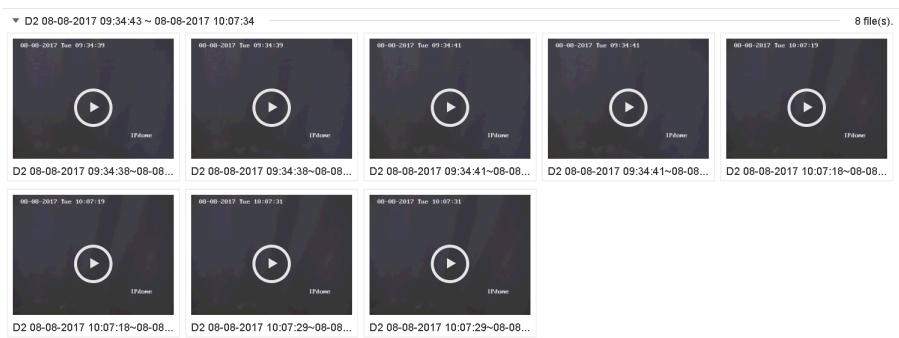 D2 08-08-2017 09:34:43 ~ 08-08-2017 10:07:34 8 file(s).
08-08-2017 Tue 09:34:39 08-08-2017 Tue 09:34:39 08-08-2017 Tue 09:34:41 08-08-2017 Tue 09:34:41 08-08-2017 Tue 10:07:19
IPdome IPdome IPdome IPdome IPdome
D2 08-08-2017 09:34:38~08-08... D2 08-08-2017 09:34:38~08-08... D2 08-08-2017 09:34:41~08-08... D2 08-08-2017 09:34:41~08-08... D2 08-08-2017 10:07:18~08-08...
08-08-2017 Tue 10:07:19 08-08-2017 Tue 10:07:31 08-08-2017 Tue 10:07:31
IPdome IPdome IPdome
D2 08-08-2017 10:07:18~08-08... D2 08-08-2017 10:07:29~08-08... D2 08-08-2017 10:07:29~08-08...